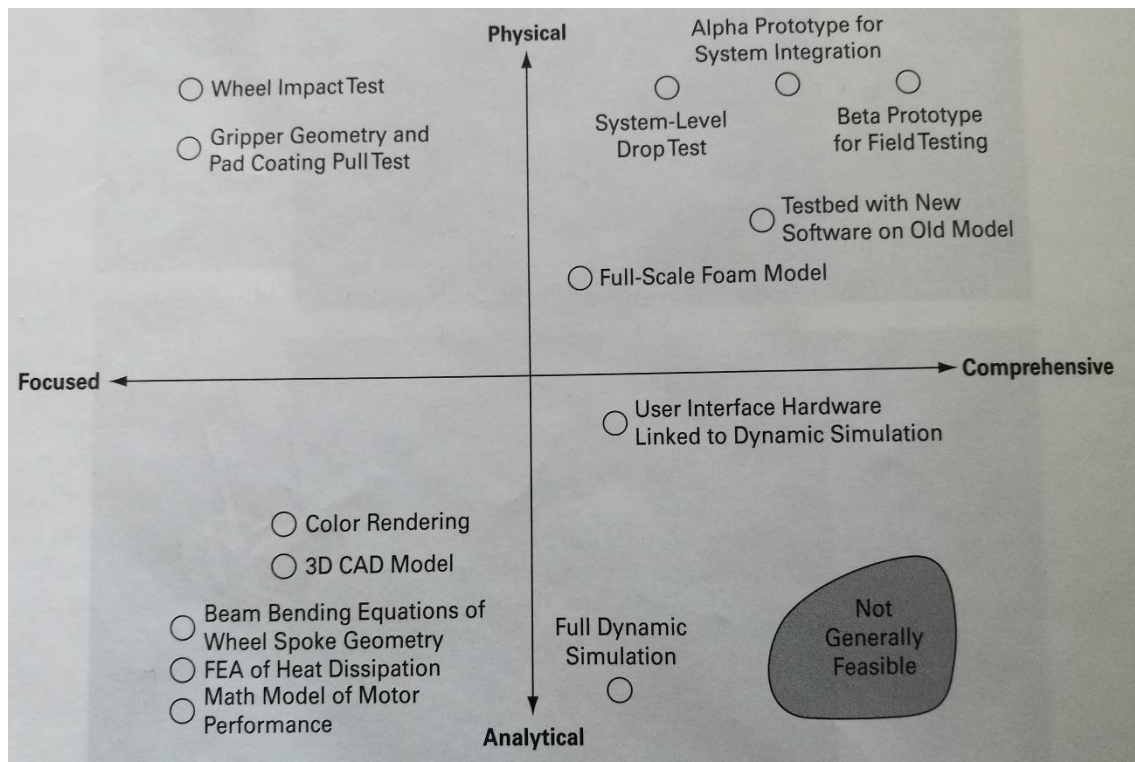 Physical
Alpha Prototype for
System Integration
Wheel Impact Test
Gripper Geometry and
Pad Coating Pull Test
System-Level
Drop Test
Beta Prototype
for Field Testing
Testbed with New
Software on Old Model
Full-Scale Foam Model
Focused
Comprehensive
User Interface Hardware
Linked to Dynamic Simulation
Color Rendering
3D CAD Model
Beam Bending Equations of
Wheel Spoke Geometry
FEA of Heat Dissipation
Math Model of Motor
Performance
Full Dynamic
Simulation
Not
Generally
Feasible
Analytical